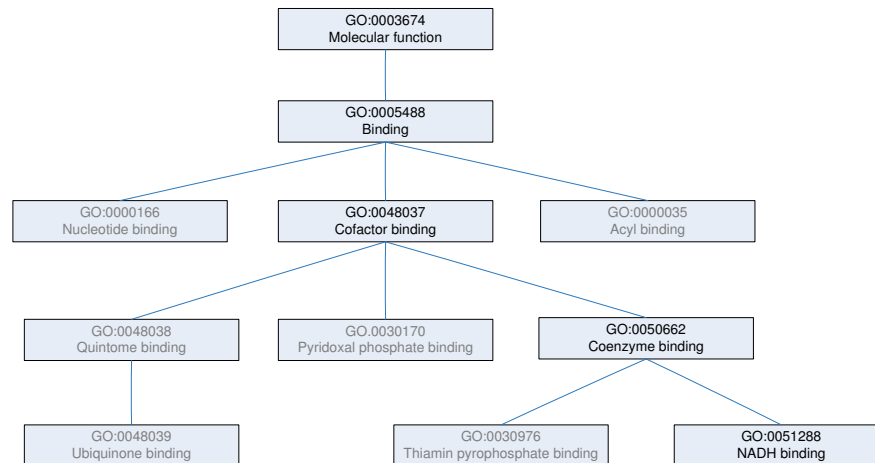 GO:0003674
Molecular function
GO:0005488
Binding
GO:0000166
Nucleotide binding
GO:0048037
Cofactor binding
GO:0000035
Acyl binding
GO:0048038
Quintome binding
GO.0030170
Pyridoxal phosphate binding
GO:0050662
Coenzyme binding
GO:0048039
Ubiquinone binding
GO:0030976
Thiamin pyrophosphate binding
GO:0051288
NADH binding